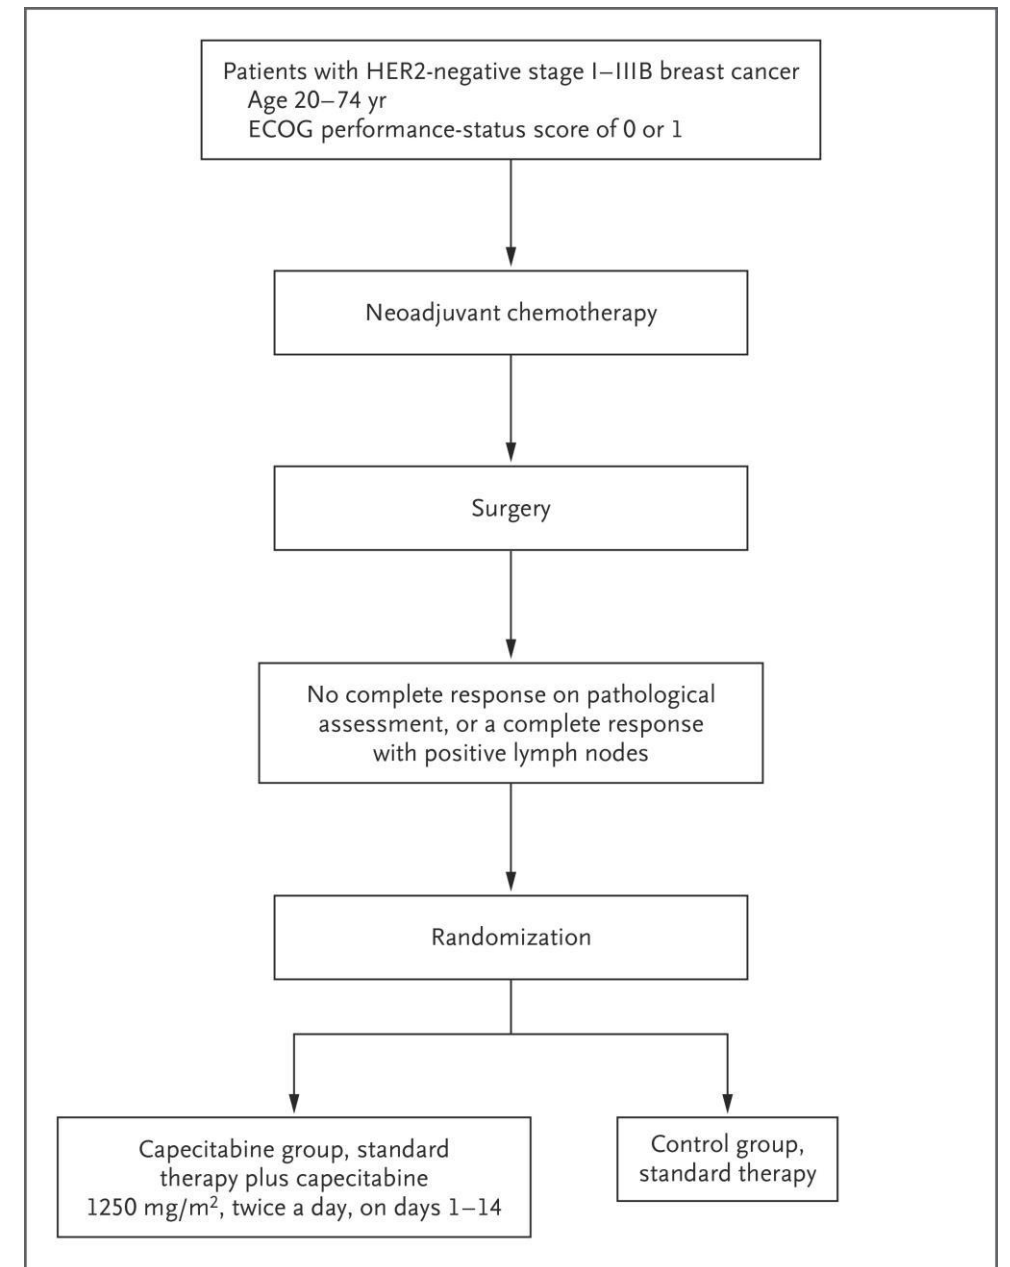 Patients with HER2-negative stage I–IIIB breast cancer
Age 20–74 yr
ECOG performance-status score of 0 or 1
Neoadjuvant chemotherapy
Surgery
No complete response on pathological
assessment, or a complete response
with positive lymph nodes
Randomization
Capecitabine group, standard
therapy plus capecitabine
1250 mg/m², twice a day, on days 1–14
Control group,
standard therapy